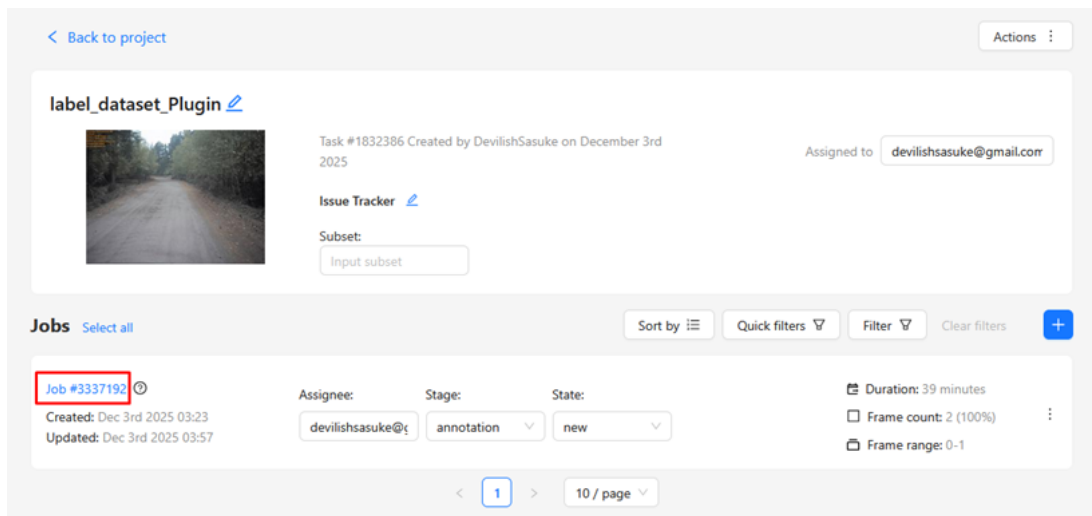 Back to project
Actions
label_dataset_Plugin
Task #1832386 Created by DevilishSasuke on December 3rd
2025
Assigned to devilishsasuke@gmail.com
Issue Tracker
Subset:
Input subset
Jobs Select all
Sort by
Quick filters
Filter
Clear filters
Job #3337192
Created: Dec 3rd 2025 03:23
Updated: Dec 3rd 2025 03:57
Assignee:
devilishsasuke@g
Stage:
annotation
State:
new
Duration: 39 minutes
Frame count: 2 (100%)
Frame range: 0-1
1
10 / page